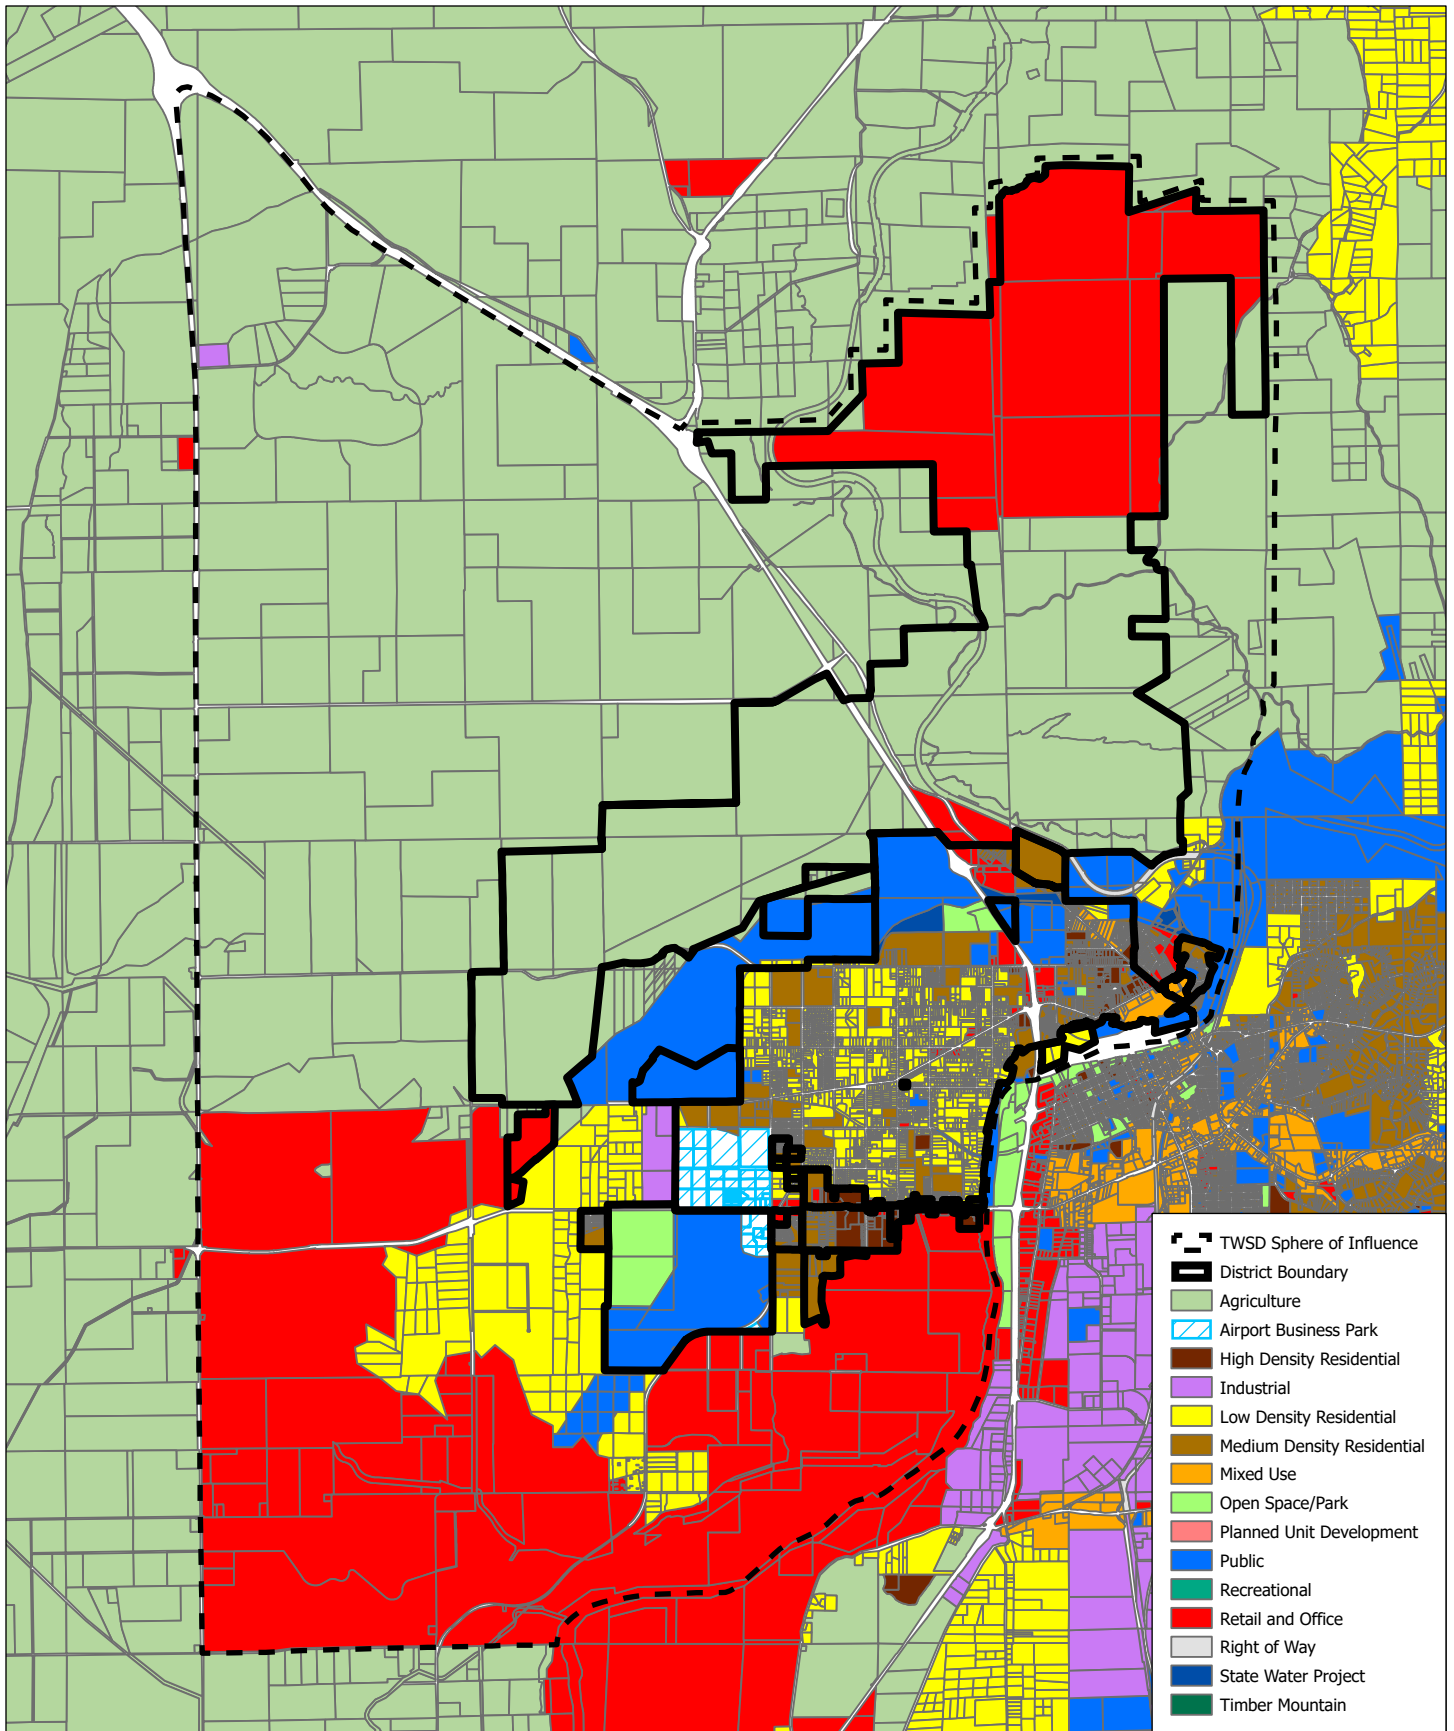 TWSD Sphere of Influence
District Boundary
Agriculture
Airport Business Park
High Density Residential
Industrial
Low Density Residential
Medium Density Residential
Mixed Use
Open Space/Park
Planned Unit Development
Public
Recreational
Retail and Office
Right of Way
State Water Project
Timber Mountain